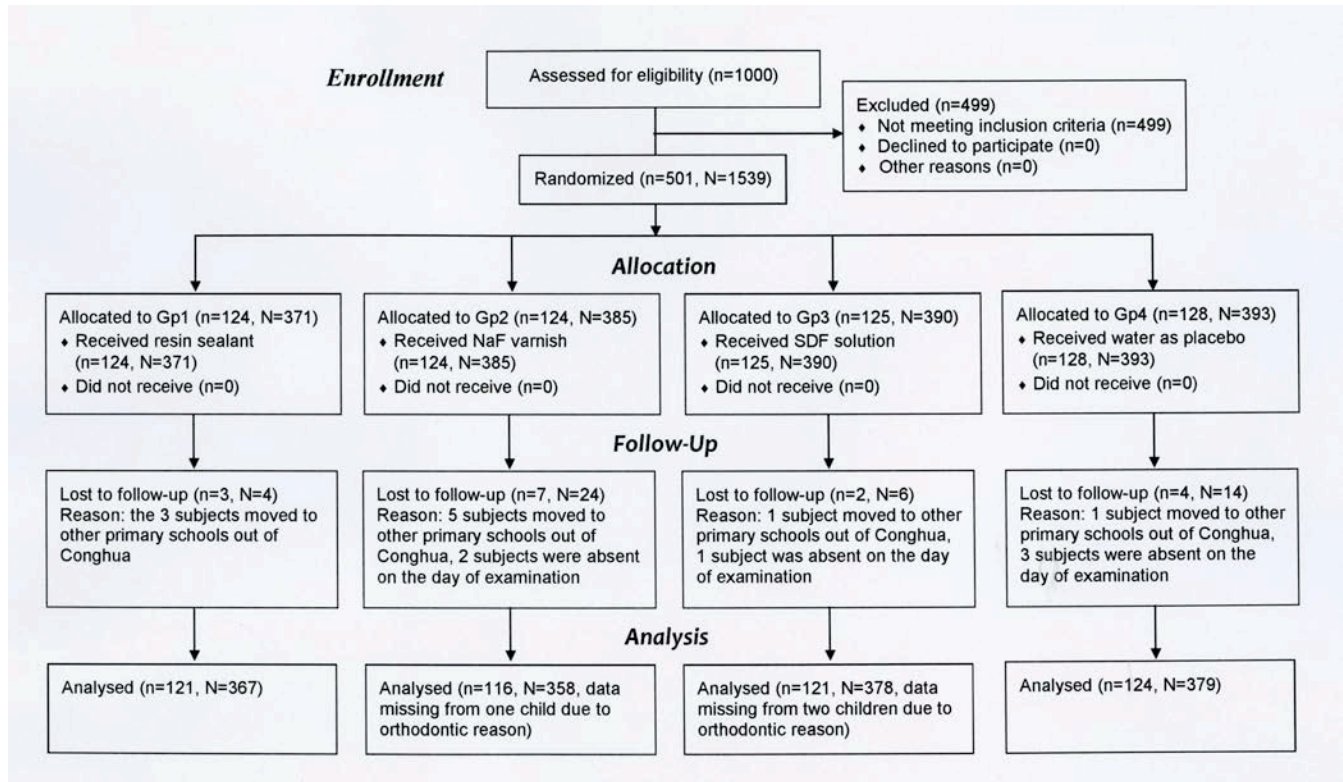 Enrollment
Assessed for eligibility (n=1000)
Excluded (n=499)
♦ Not meeting inclusion criteria (n=499)
♦ Declined to participate (n=0)
♦ Other reasons (n=0)
Randomized (n=501, N=1539)
Allocation
Allocated to Gp1 (n=124, N=371)
♦ Received resin sealant
(n=124, N=371)
♦ Did not receive (n=0)
Allocated to Gp2 (n=124, N=385)
♦ Received NaF varnish
(n=124, N=385)
♦ Did not receive (n=0)
Allocated to Gp3 (n=125, N=390)
♦ Received SDF solution
(n=125, N=390)
♦ Did not receive (n=0)
Allocated to Gp4 (n=128, N=393)
♦ Received water as placebo
(n=128, N=393)
♦ Did not receive (n=0)
Follow-Up
Lost to follow-up (n=3, N=4)
Reason: the 3 subjects moved to
other primary schools out of
Conghua
Lost to follow-up (n=7, N=24)
Reason: 5 subjects moved to
other primary schools out of
Conghua, 2 subjects were absent
on the day of examination
Lost to follow-up (n=2, N=6)
Reason: 1 subject moved to other
primary schools out of Conghua,
1 subject was absent on the day
of examination
Lost to follow-up (n=4, N=14)
Reason: 1 subject moved to other
primary schools out of Conghua,
3 subjects were absent on the
day of examination
Analysis
Analysed (n=121, N=367)
Analysed (n=116, N=358, data
missing from one child due to
orthodontic reason)
Analysed (n=121, N=378, data
missing from two children due to
orthodontic reason)
Analysed (n=124, N=379)